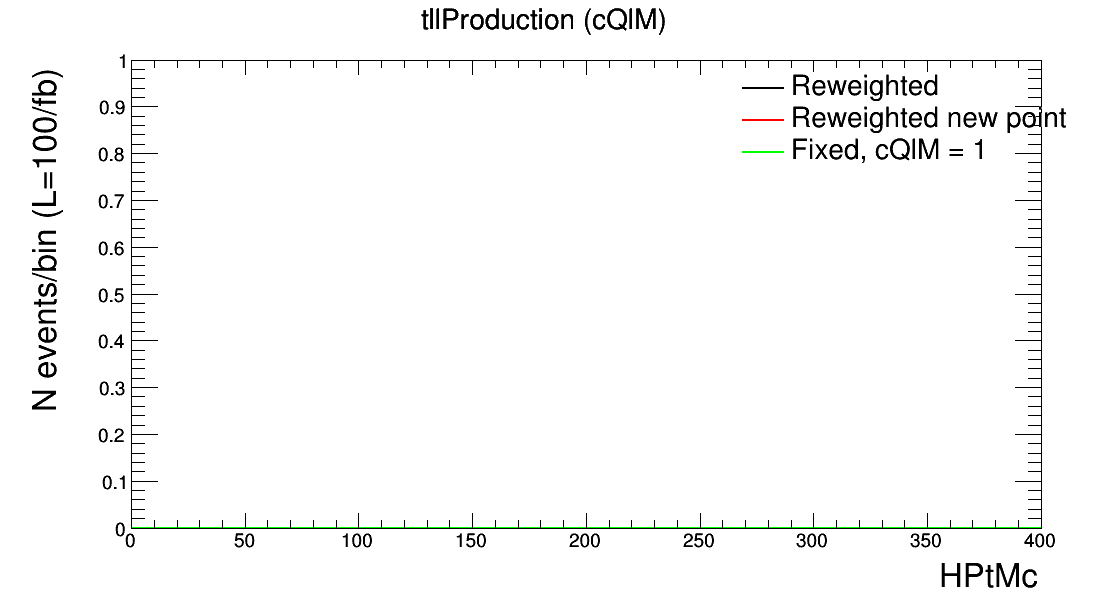 tllProduction (cQlM)
N events/bin (L=100/fb)
1
0.9
0.8
0.7
0.6
0.5
0.4
0.3
0.2
0.1
0
Reweighted
Reweighted new point
Fixed, cQlM = 1
0 50 100 150 200 250 300 350 400
HPtMc